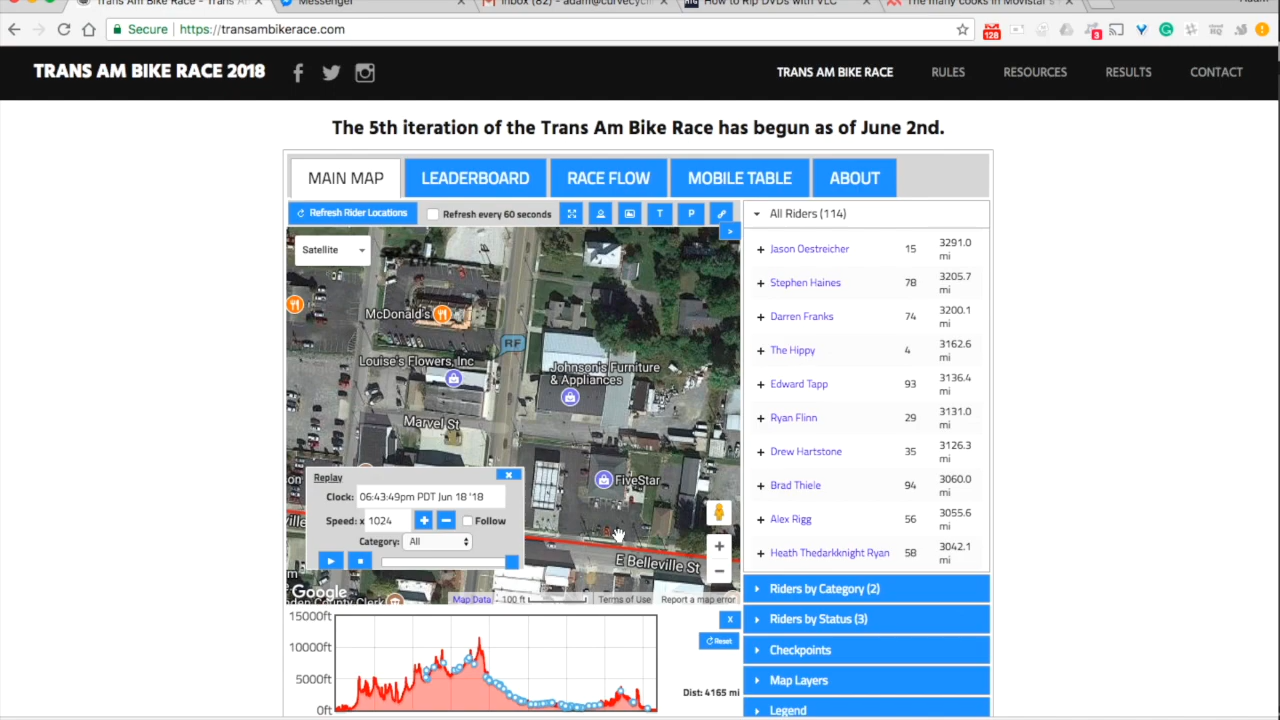 Trans Am Bike Race - Trans A
Messenger
Inbox (82) - adam@curvecyclin
How to Rip DVDs with VLC
The many cooks in Movistar's
Adam
Secure https://transambikerace.com
128
3
TRANS AM BIKE RACE 2018
TRANS AM BIKE RACE RULES RESOURCES RESULTS CONTACT
The 5th iteration of the Trans Am Bike Race has begun as of June 2nd.
MAIN MAP LEADERBOARD RACE FLOW MOBILE TABLE ABOUT
Refresh Rider Locations Refresh every 60 seconds T P
>
Satellite
McDonald's
RF
Louise's Flowers, Inc
Johnson's Furniture
& Appliances
Marvel St
FiveStar
E Belleville St
Replay
x
Clock: 06:43:49pm PDT Jun 18 '18
Speed: x 1024 + - Follow
Category: All
Google
Map Data 100 ft Terms of Use Report a map error
15000ft
10000ft
5000ft
0ft
X
Reset
Dist: 4165 mi
All Riders (114)
+ Jason Oestreicher 15 3291.0 mi
+ Stephen Haines 78 3205.7 mi
+ Darren Franks 74 3200.1 mi
+ The Hippy 4 3162.6 mi
+ Edward Tapp 93 3136.4 mi
+ Ryan Flinn 29 3131.0 mi
+ Drew Hartstone 35 3126.3 mi
+ Brad Thiele 94 3060.0 mi
+ Alex Rigg 56 3055.6 mi
+ Heath Thedarkknight Ryan 58 3042.1 mi
Riders by Category (2)
Riders by Status (3)
Checkpoints
Map Layers
Legend